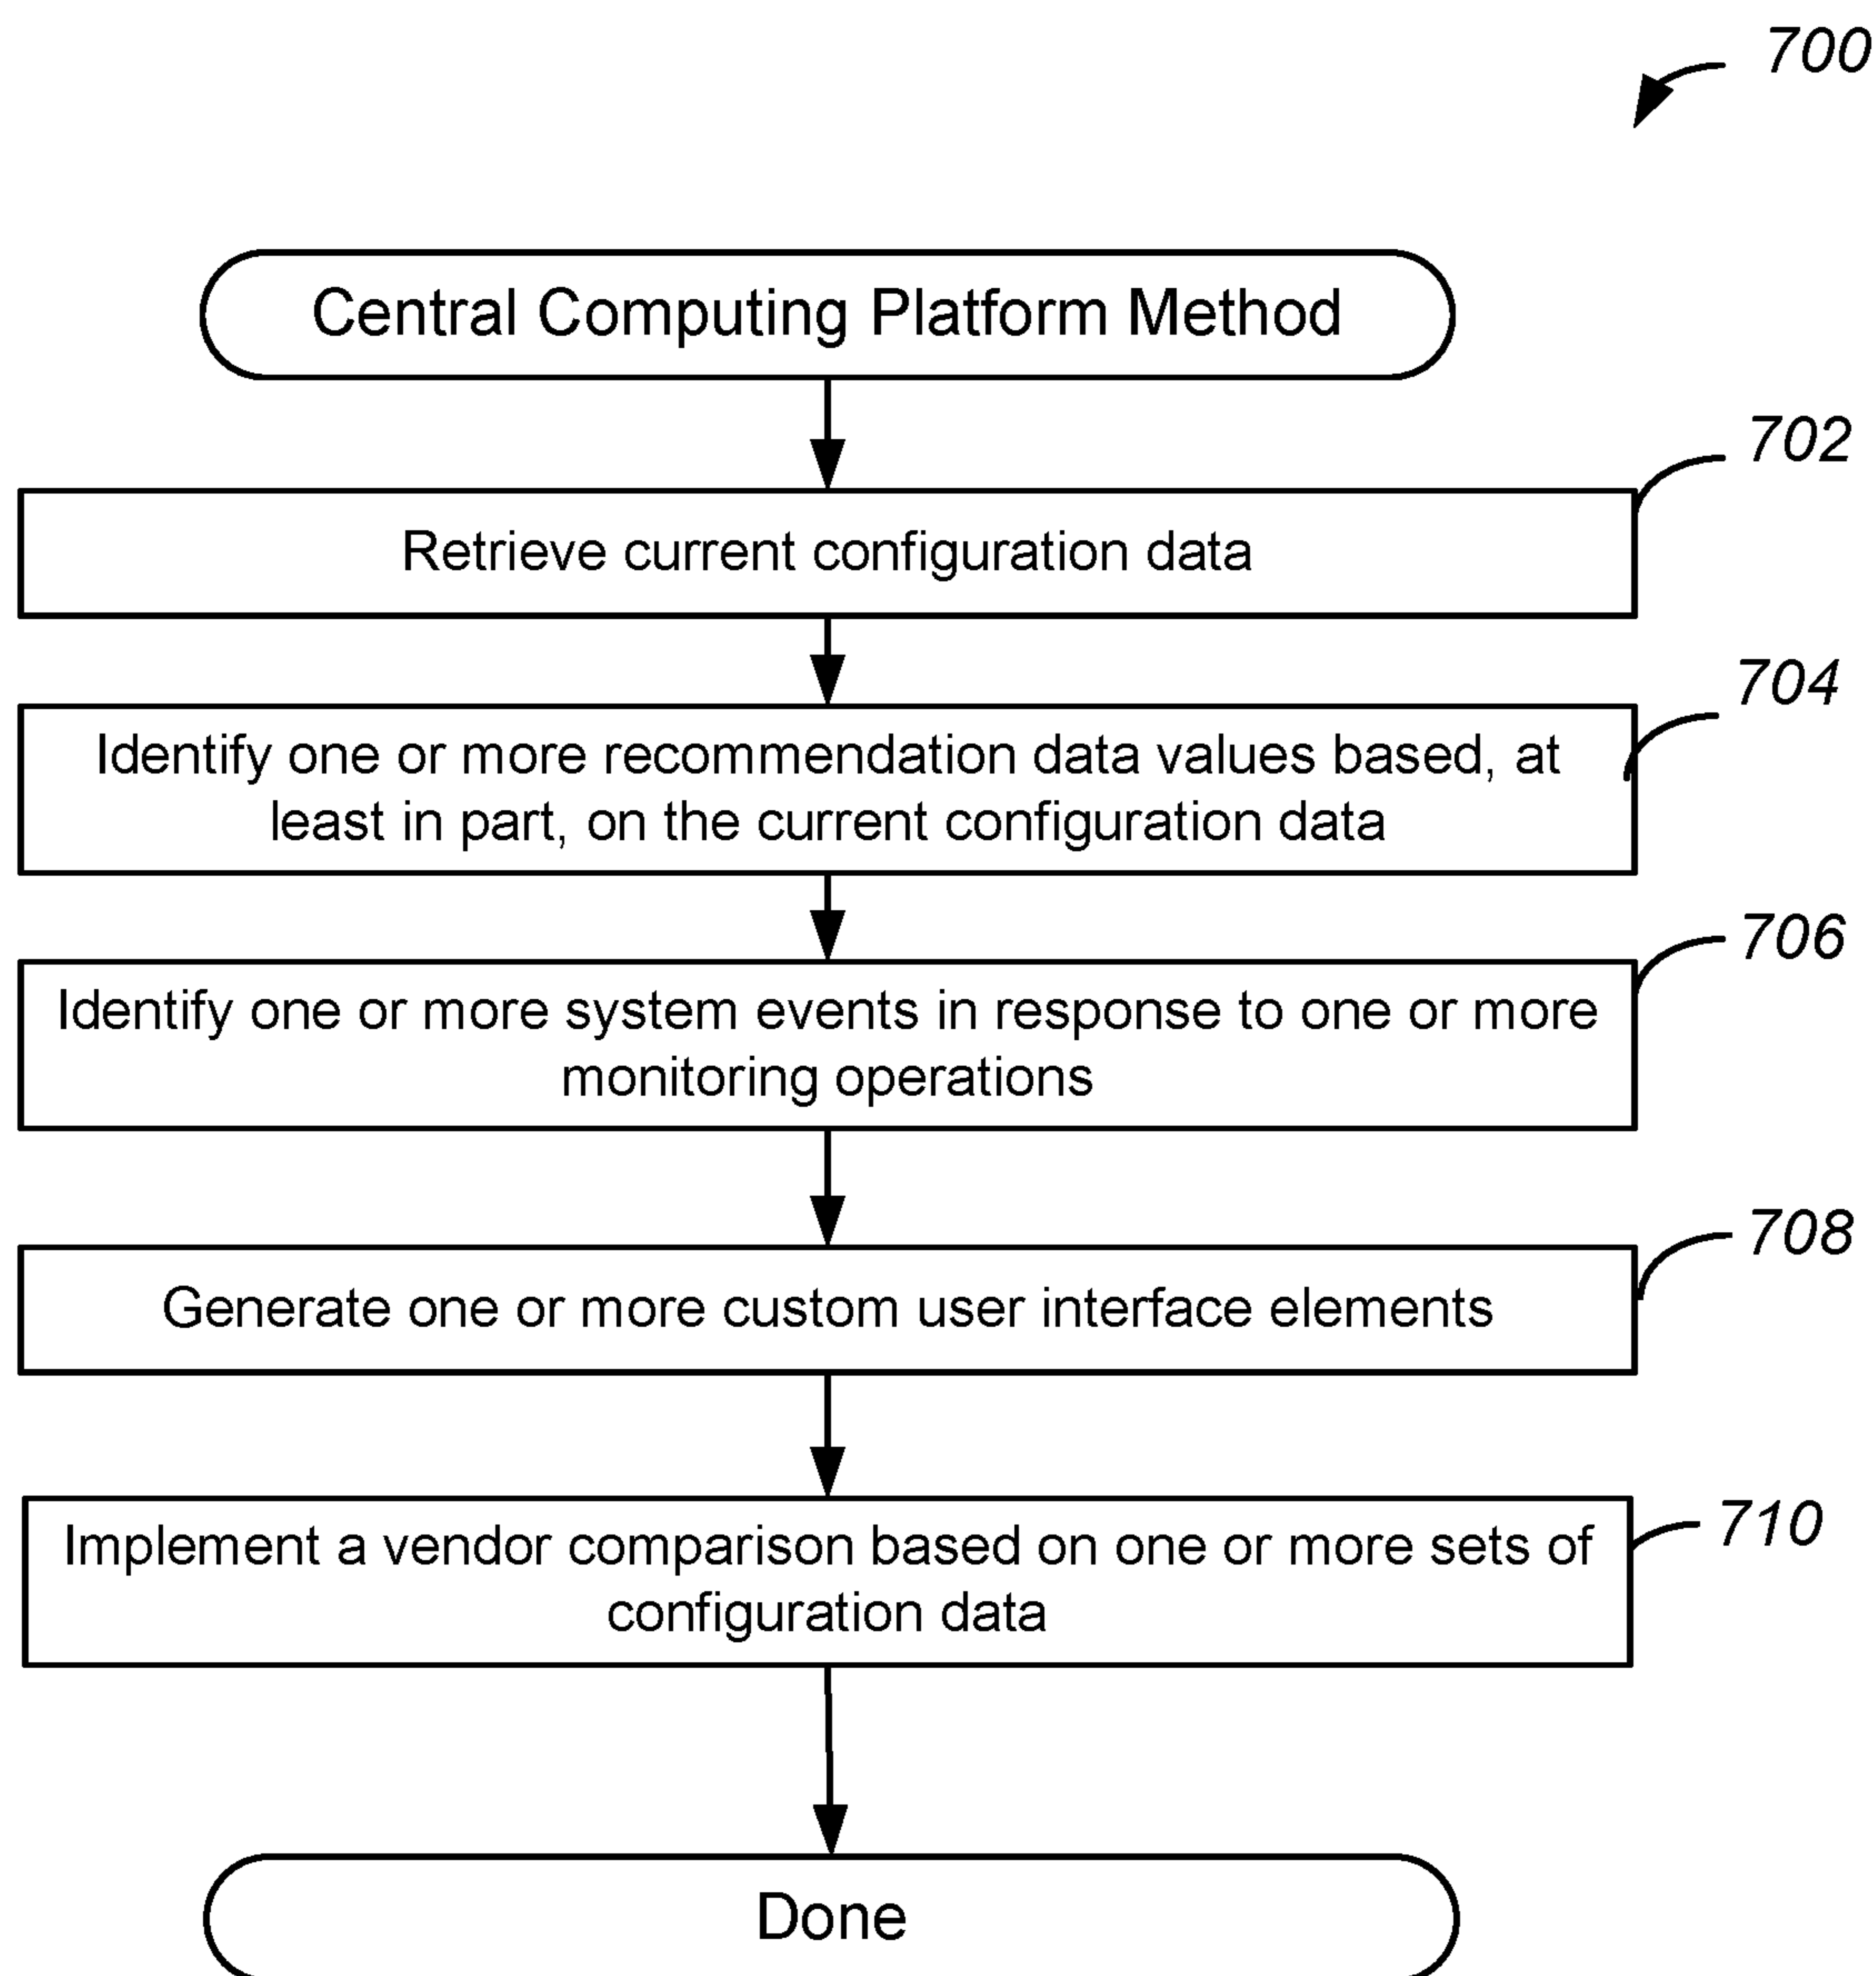 700
Central Computing Platform Method
702
Retrieve current configuration data
704
Identify one or more recommendation data values based, at
least in part, on the current configuration data
706
Identify one or more system events in response to one or more
monitoring operations
708
Generate one or more custom user interface elements
710
Implement a vendor comparison based on one or more sets of
configuration data
Done